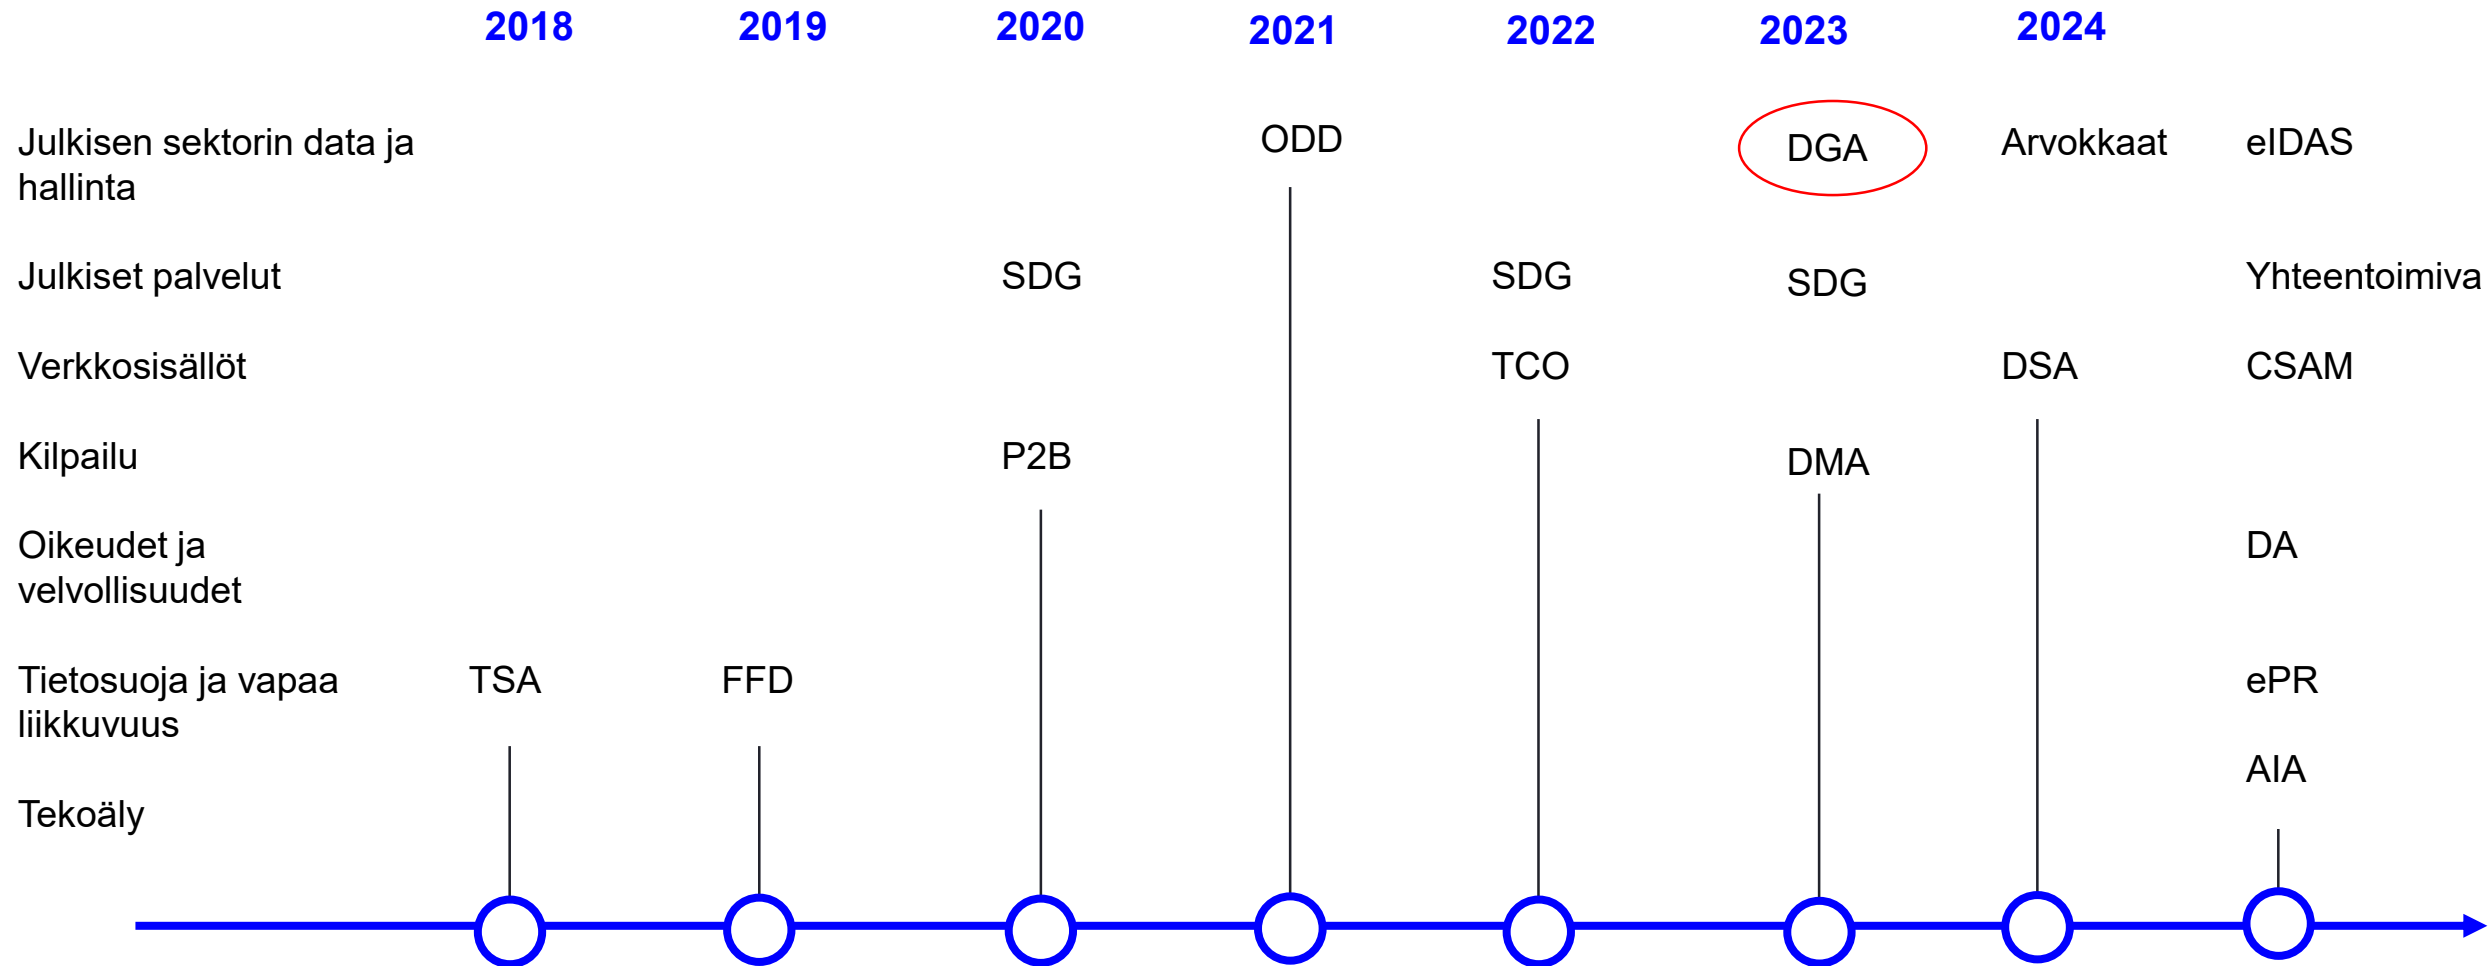 2018 2019 2020 2021 2022 2023 2024
Julkisen sektorin data ja
hallinta
ODD DGA Arvokkaat eIDAS
Julkiset palvelut SDG SDG SDG Yhteentoimiva
Verkkosisällöt TCO DSA CSAM
Kilpailu P2B DMA
Oikeudet ja
velvollisuudet
DA
Tietosuoja ja vapaa
liikkuvuus
TSA FFD ePR
AIA
Tekoäly